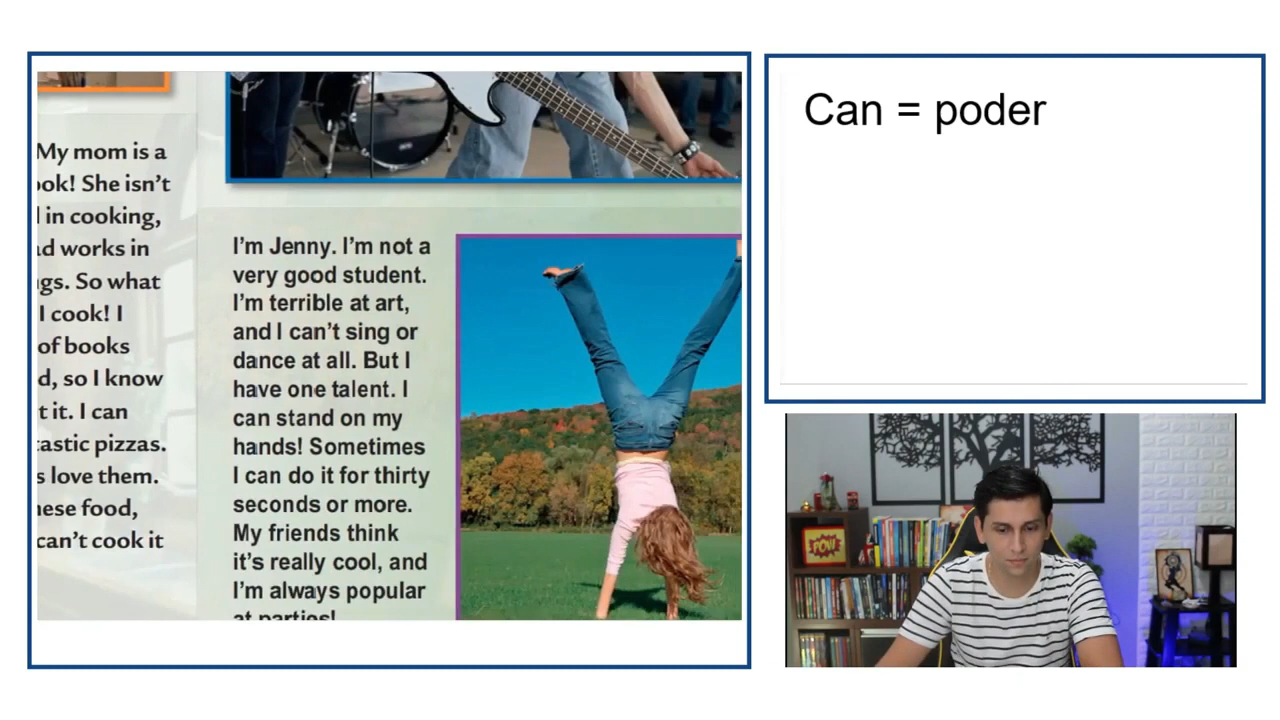 My mom is a
She isn't
in cooking,
works in
So what
I cook! I
of books
so I know
it. I can
pizzas.
love them.
food,
can't cook it
I'm Jenny. I'm not a
very good student.
I'm terrible at art,
and I can't sing or
dance at all. But I
have one talent. I
can stand on my
hands! Sometimes
I can do it for thirty
seconds or more.
My friends think
it's really cool, and
I'm always popular
at parties!
Can = poder
POW